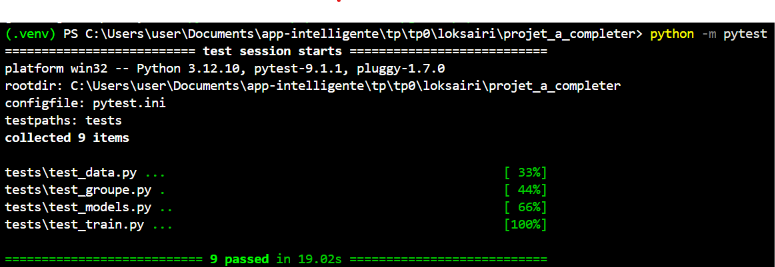 (.venv) PS C:\Users\user\Documents\app-intelligente\tp\tp0\loksairi\projet_a_completer> python -m pytest
========================== test session starts ===========================
platform win32 -- Python 3.12.10, pytest-9.1.1, pluggy-1.7.0
rootdir: C:\Users\user\Documents\app-intelligente\tp\tp0\loksairi\projet_a_completer
configfile: pytest.ini
testpaths: tests
collected 9 items
tests\test_data.py ... [ 33%]
tests\test_groupe.py . [ 44%]
tests\test_models.py .. [ 66%]
tests\test_train.py ... [100%]
=========================== 9 passed in 19.02s ===========================